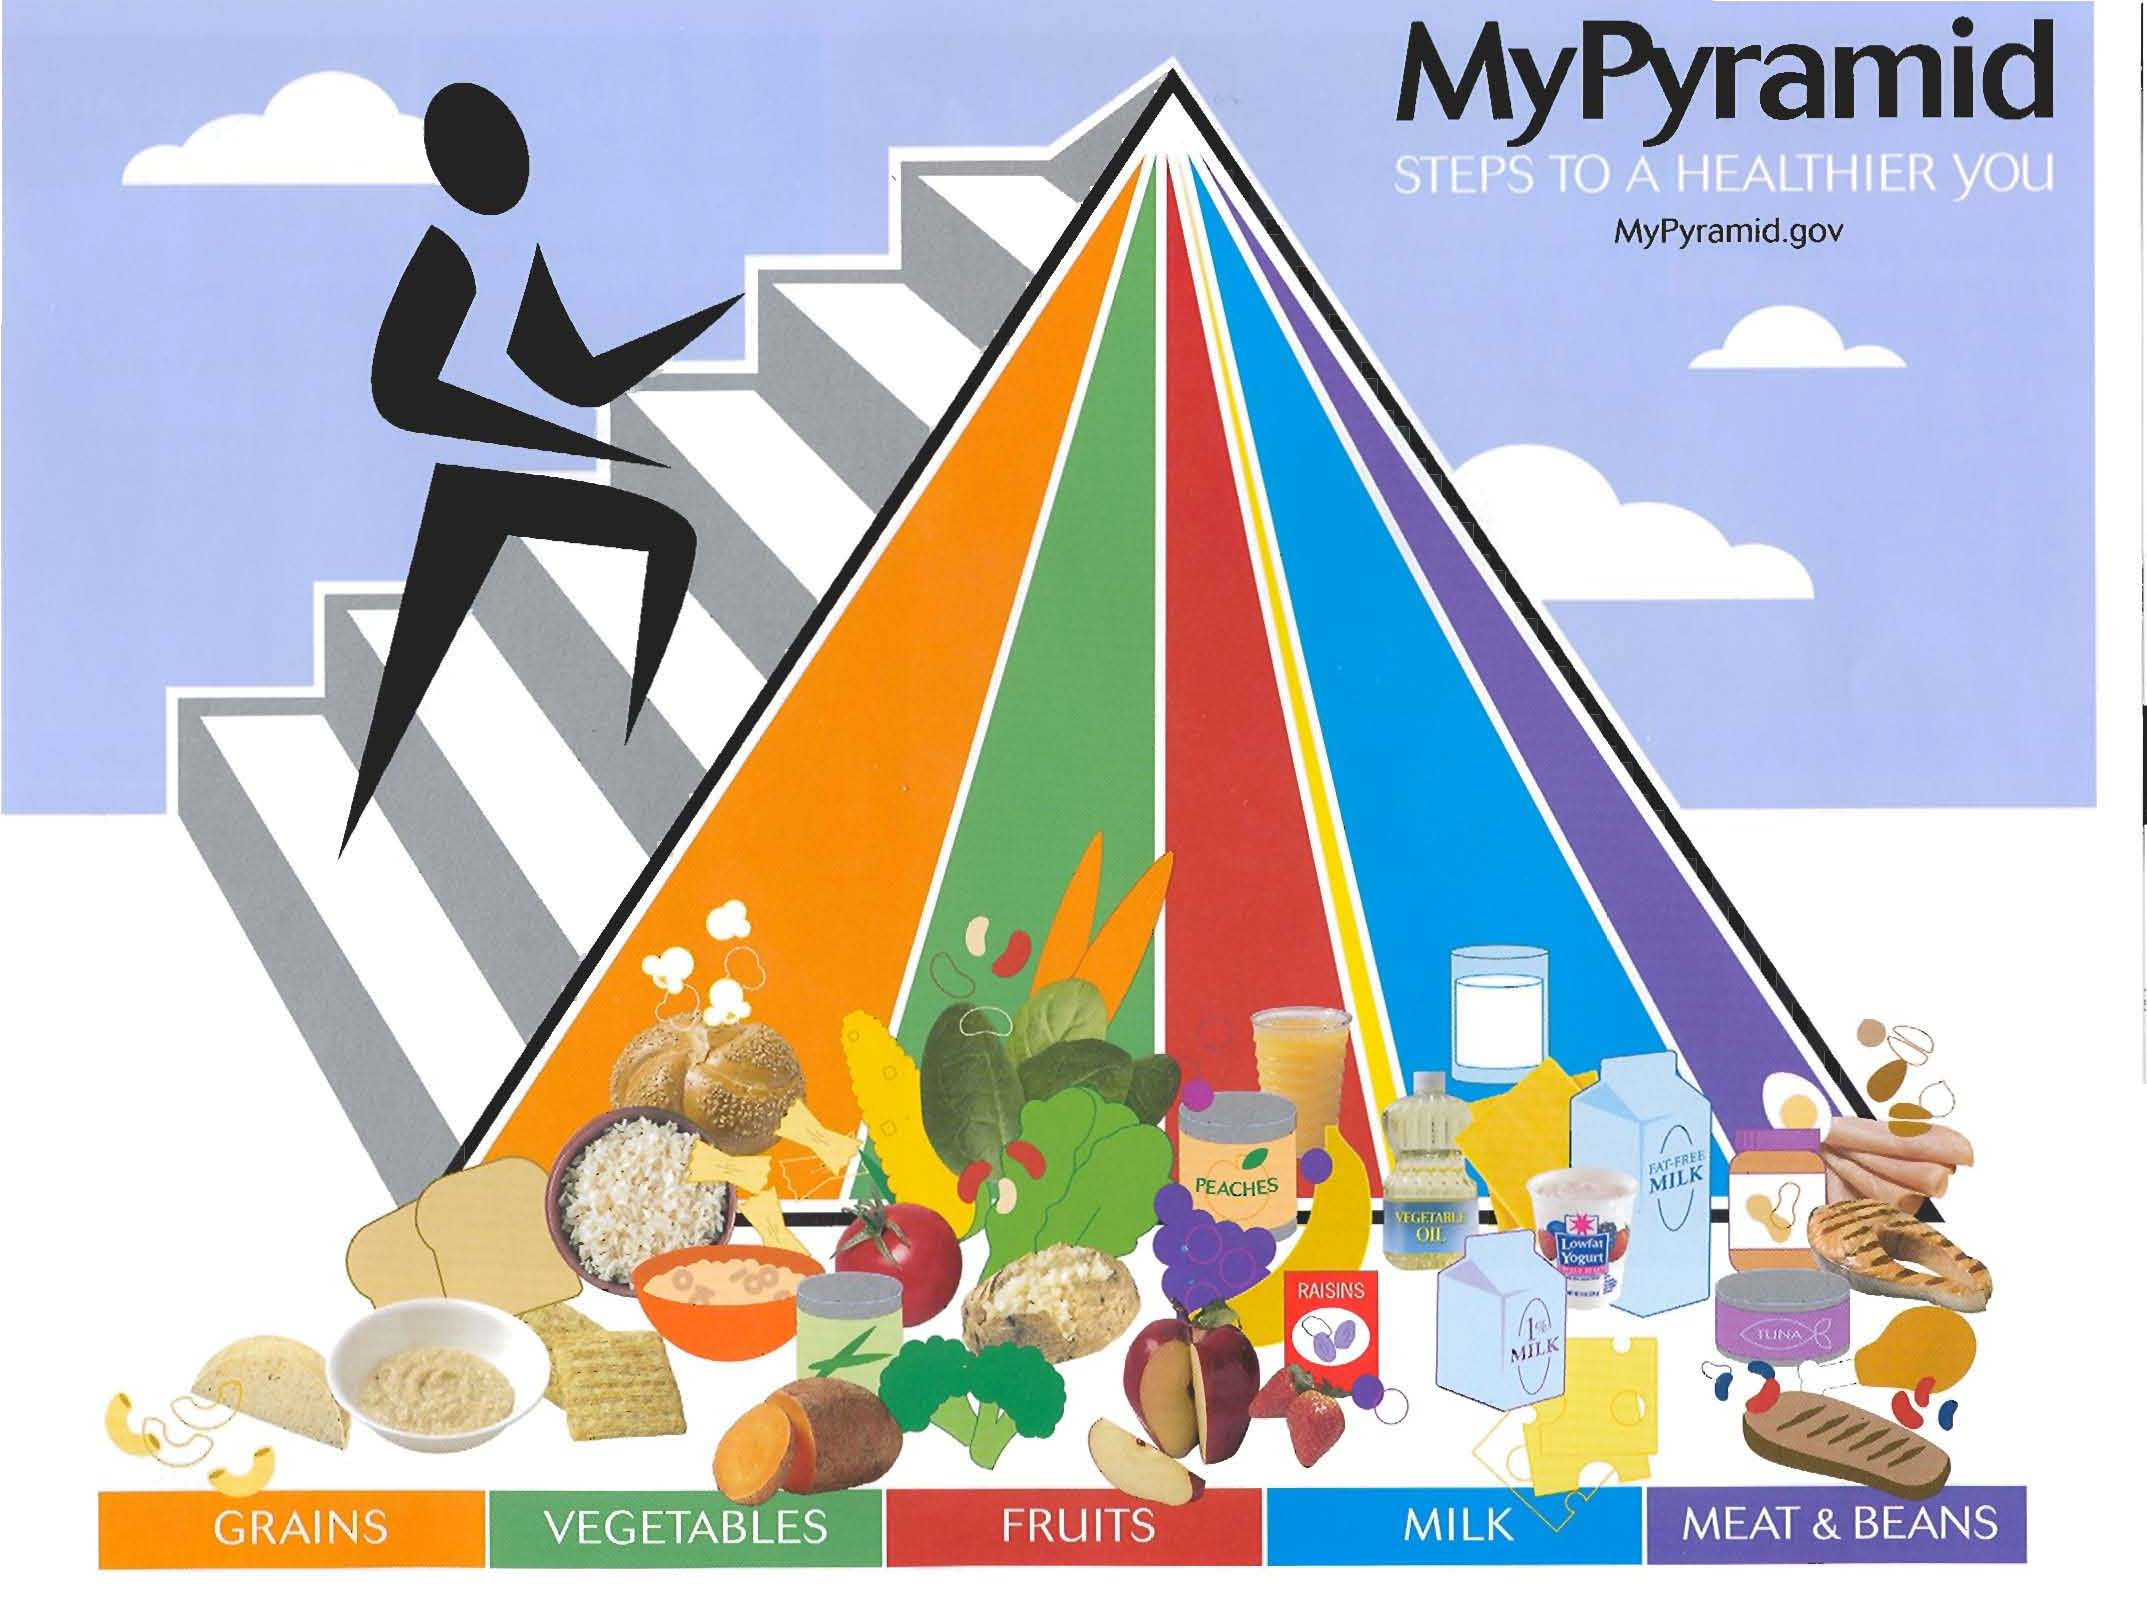 MyPyramid
STEPS TO A HEALTHIER YOU
MyPyramid.gov
PEACHES
VEGETABLE
OIL
FAT-FREE
MILK
Lowfat
Yogurt
RAISINS
1%
MILK
TUNA
GRAINS
VEGETABLES
FRUITS
MILK
MEAT & BEANS